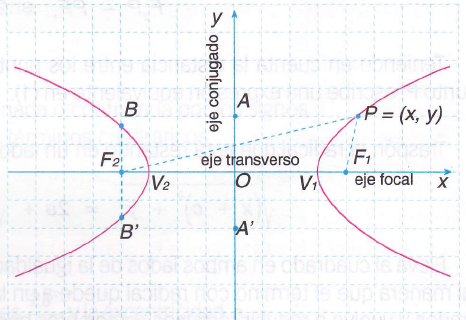 y
eje conjugado
B
A
P = (x, y)
F₂
eje transverso
F₁
V₂
O
V₁
eje focal
x
B'
A'